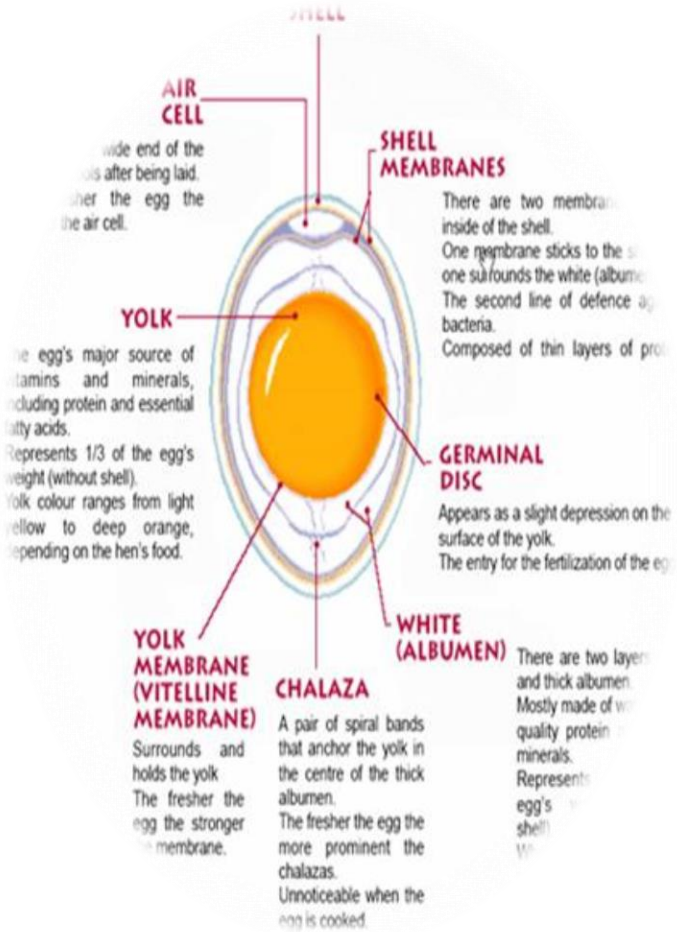 SHELL
AIR
CELL
wide end of the
after being laid.
the egg the
the air cell.
SHELL
MEMBRANES
There are two
inside of the shell.
One membrane sticks to the
one surrounds the white
The second line of defence
bacteria.
Composed of thin layers of
YOLK
egg's major source of
and minerals,
protein and essential
acids.
Represents 1/3 of the egg's
weight (without shell).
Yolk colour ranges from light
yellow to deep orange,
depending on the hen's food.
GERMINAL
DISC
Appears as a slight depression on the
surface of the yolk.
The entry for the fertilization of the
YOLK
MEMBRANE
(VITELLINE
MEMBRANE)
Surrounds and
holds the yolk
The fresher the
egg the stronger
membrane.
CHALAZA
A pair of spiral bands
that anchor the yolk in
the centre of the thick
albumen.
The fresher the egg the
more prominent the
chalazas.
Unnoticeable when the
egg is cooked.
WHITE
(ALBUMEN)
There are two
and thick albumen.
Mostly made of
quality protein
minerals.
Represents
egg's
shell)